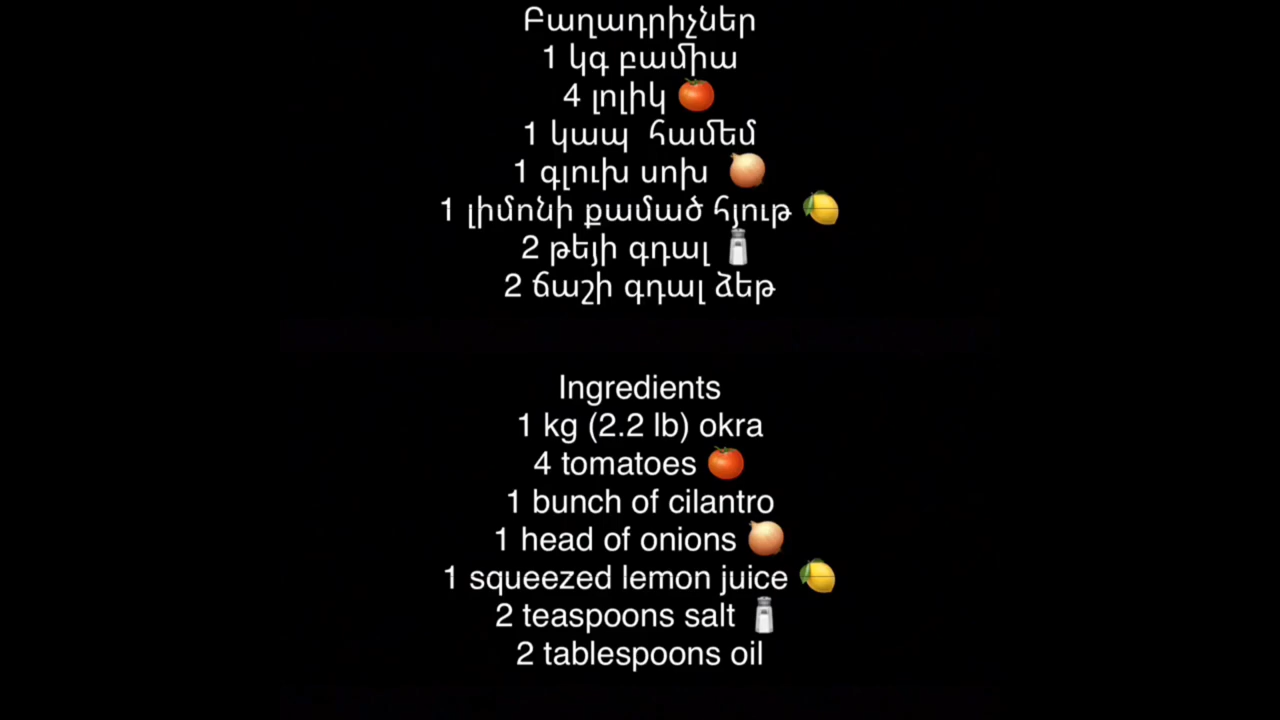 Բաղադրիչներ
1 կգ բամիա
4 լոլիկ 🍅
1 կապ  համեմ
1 գլուխ սոխ 🧅
1 լիմոնի քամած հյութ 🍋
2 թեյի գդալ 🧂
2 ճաշի գդալ ձեթ
Ingredients
1 kg (2.2 lb) okra
4 tomatoes 🍅
1 bunch of cilantro
1 head of onions 🧅
1 squeezed lemon juice 🍋
2 teaspoons salt 🧂
2 tablespoons oil